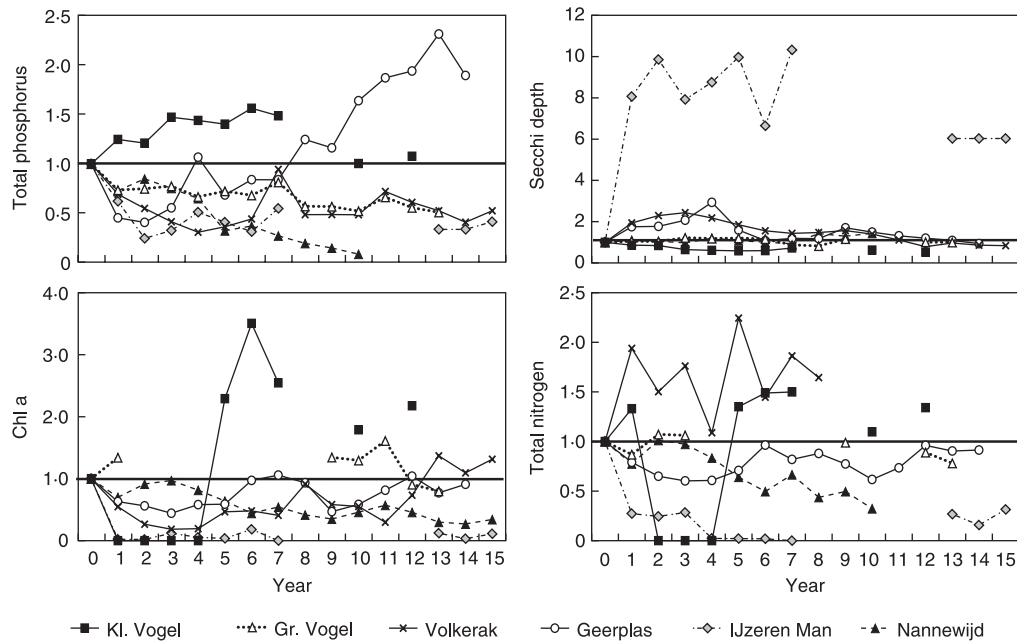 Total phosphorus
2·5
2·0
1·5
1·0
0·5
0
Secchi depth
12
10
8
6
4
2
0
Chl a
4·0
3·0
2·0
1·0
0
0 1 2 3 4 5 6 7 8 9 10 11 12 13 14 15
Year
Total nitrogen
2·5
2·0
1·5
1·0
0·5
0
0 1 2 3 4 5 6 7 8 9 10 11 12 13 14 15
Year
Kl. Vogel Gr. Vogel Volkerak Geerplas IJzeren Man Nannewijd